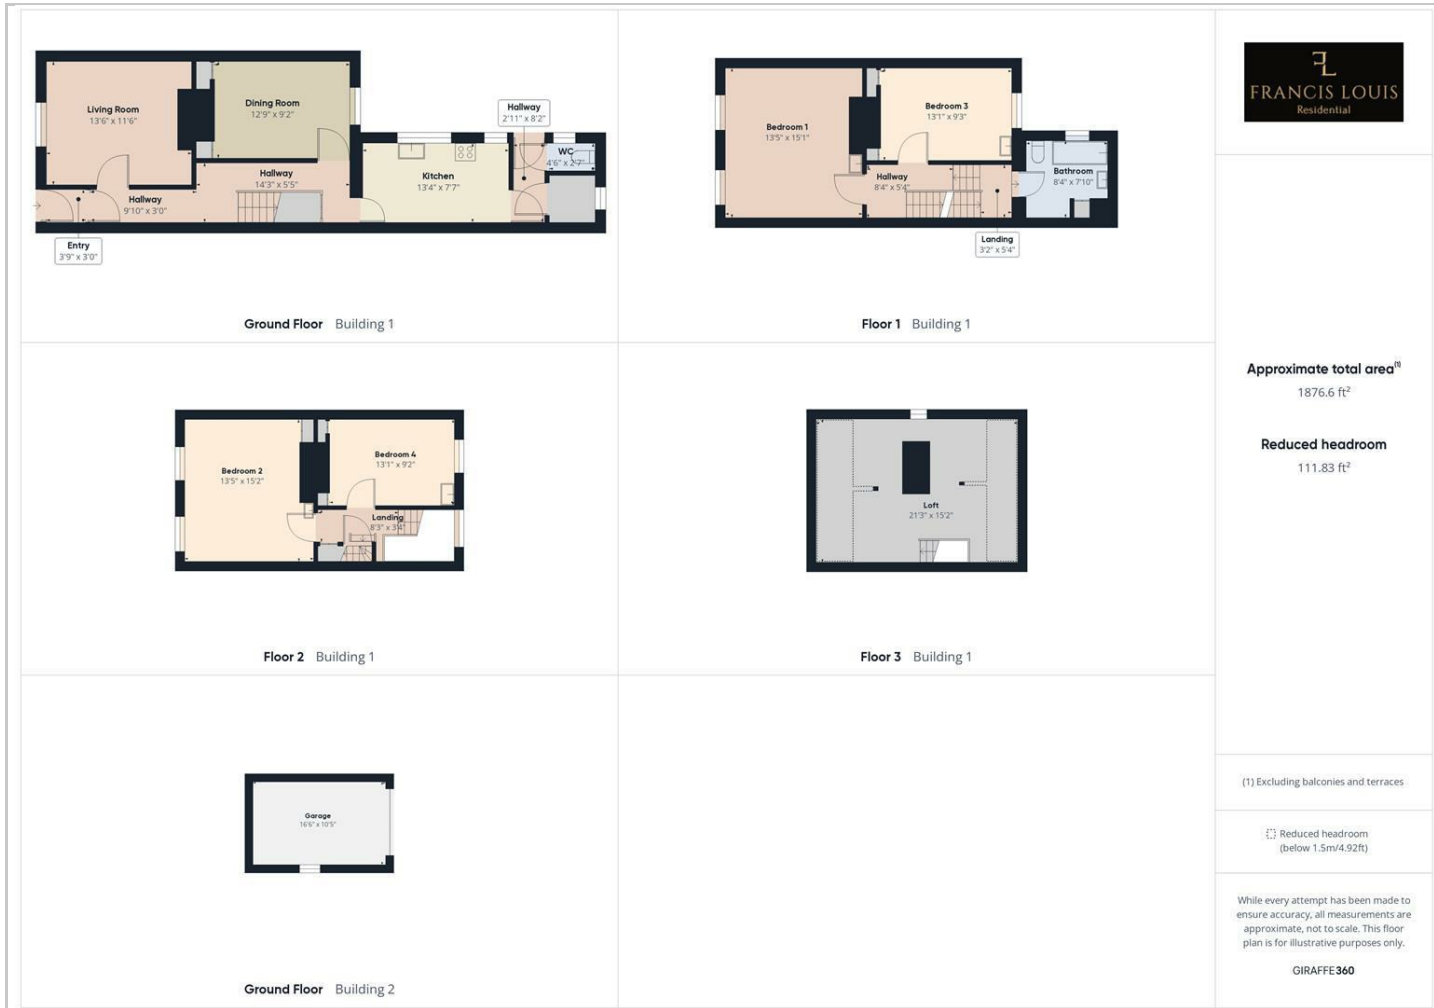 Living Room
13'6" x 11'6"
Dining Room
12'9" x 9'2"
Hallway
2'11" x 8'2"
WC
4'6" x 2'7"
Kitchen
13'4" x 7'7"
Hallway
14'3" x 5'5"
Hallway
9'10" x 3'0"
Entry
3'9" x 3'0"
Ground Floor Building 1
Bedroom 1
13'5" x 15'1"
Bedroom 3
13'1" x 9'3"
Bathroom
8'4" x 7'10"
Hallway
8'4" x 5'4"
Landing
3'2" x 5'4"
Floor 1 Building 1
Bedroom 2
13'5" x 15'2"
Bedroom 4
13'1" x 9'2"
Landing
8'3" x 3'4"
Floor 2 Building 1
Loft
21'3" x 15'2"
Floor 3 Building 1
Garage
16'6" x 10'5"
Ground Floor Building 2
FL
FRANCIS LOUIS
Residential
Approximate total area(1)
1876.6 ft²
Reduced headroom
111.83 ft²
(1) Excluding balconies and terraces
Reduced headroom
(below 1.5m/4.92ft)
While every attempt has been made to
ensure accuracy, all measurements are
approximate, not to scale. This floor
plan is for illustrative purposes only.
GIRAFFE360